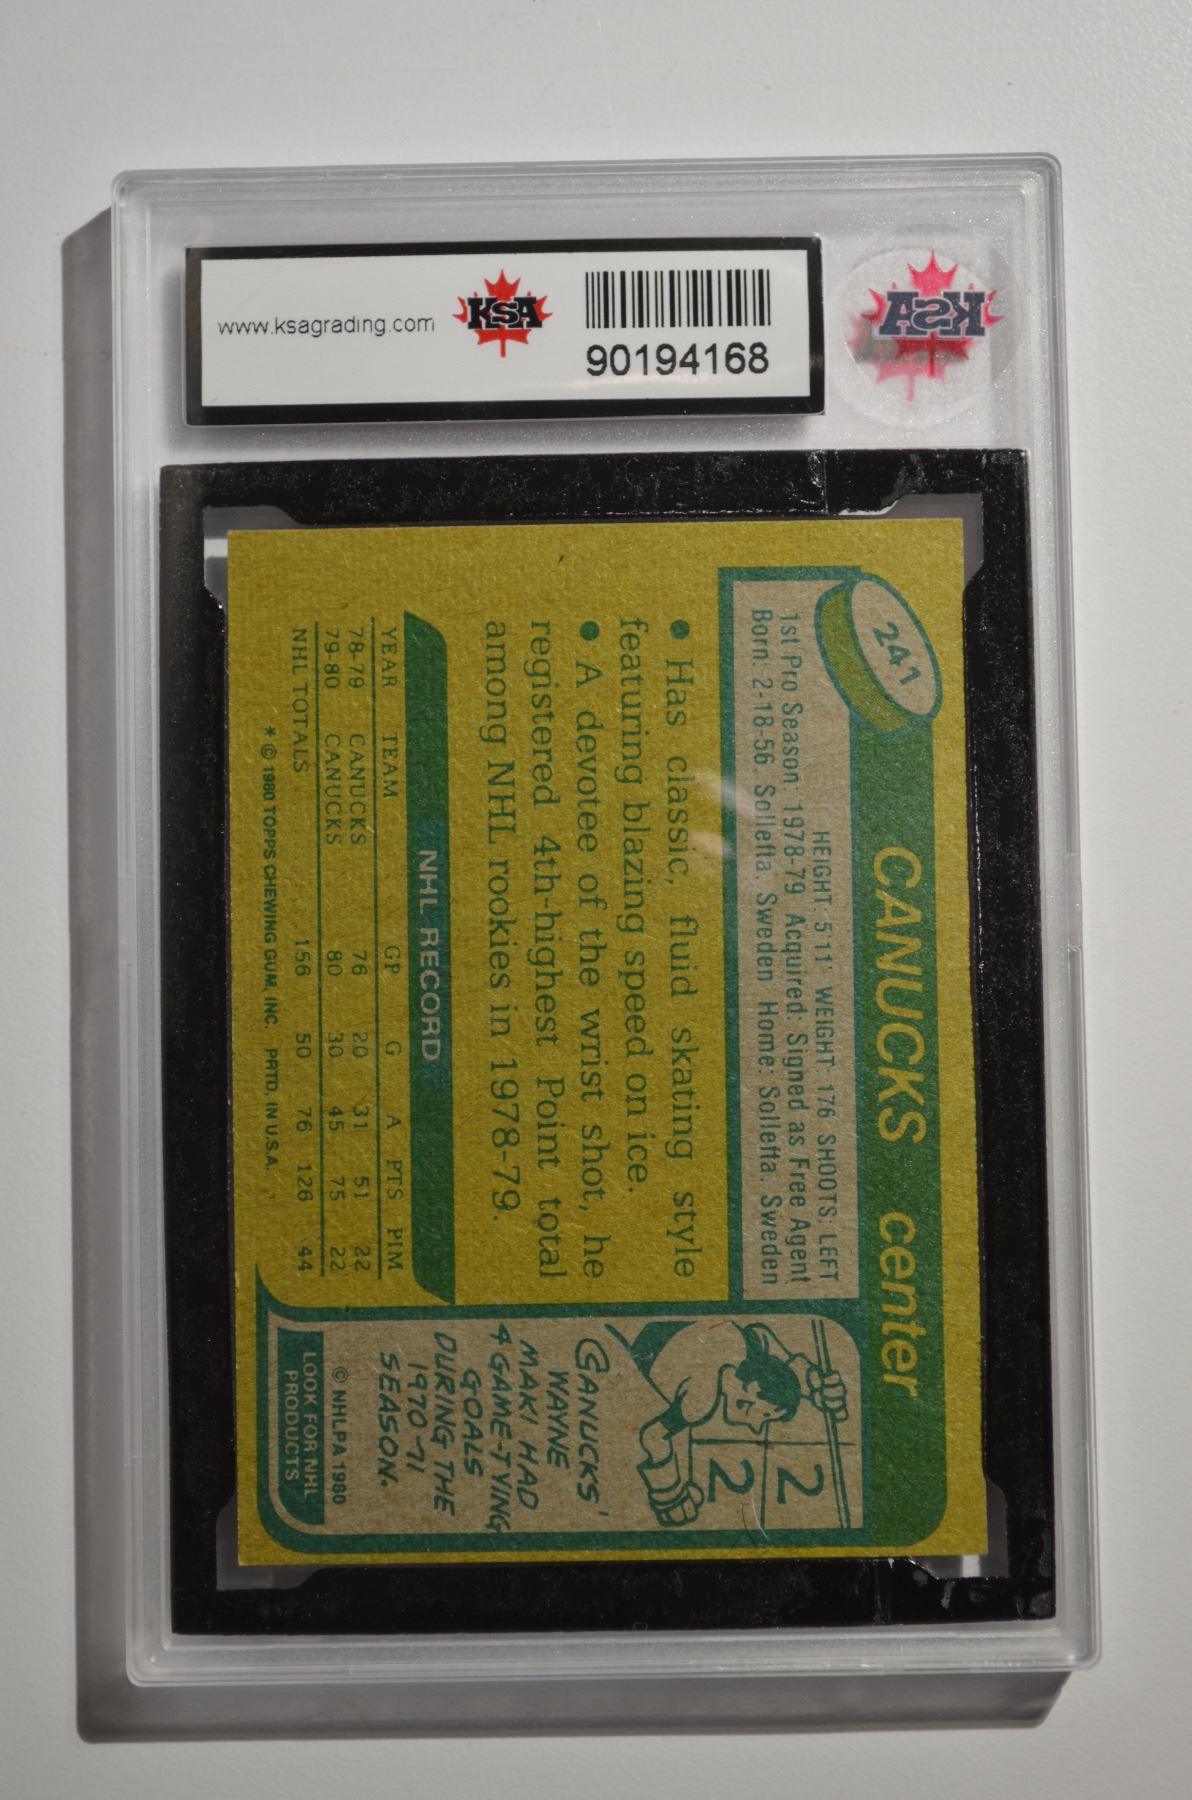 www.ksagrading.com
KSA
90194168
KSA
241
CANUCKS center
HEIGHT: 511' WEIGHT: 176 SHOOTS: LEFT
1st Pro Season: 1978-79 Acquired: Signed as Free Agent
Born: 2-18-56. Sollefta. Sweden Home: Sollefta. Sweden
• Has classic, fluid skating style
featuring blazing speed on ice.
• A devotee of the wrist shot, he
registered 4th-highest Point total
among NHL rookies in 1978-79.
NHL RECORD
YEAR TEAM GP G A PTS PIM
78-79 CANUCKS 76 20 31 51 22
79-80 CANUCKS 80 30 45 75 22
NHL TOTALS........ 156 50 76 126 44
* © 1980 TOPPS CHEWING GUM, INC. PRTD. IN U.S.A.
2
2
CANUCKS'
WAYNE
MAKI HAD
4 GAME-TYING
GOALS
DURING THE
1970-71
SEASON.
© NHLPA 1980
LOOK FOR NHL
PRODUCTS